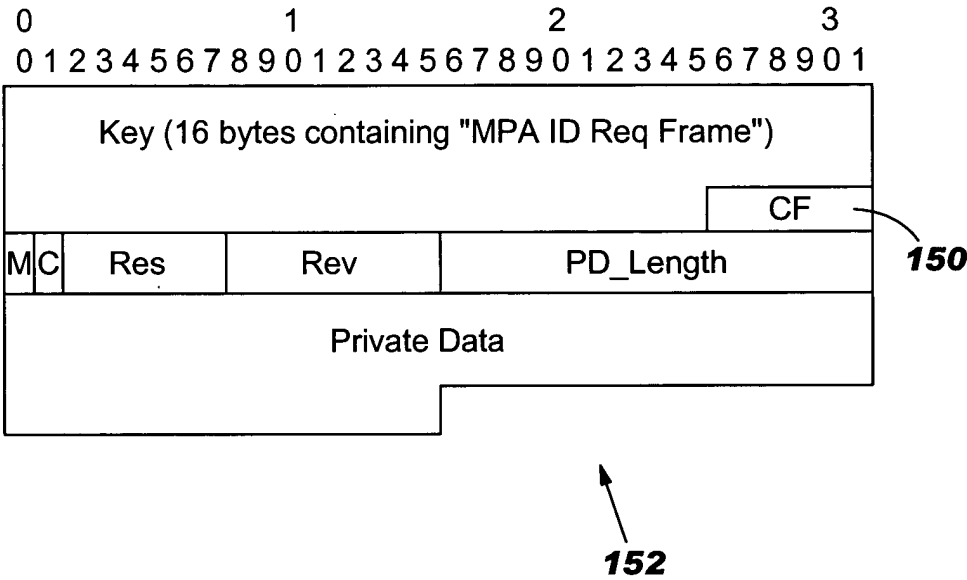 0 1 2 3
0 1 2 3 4 5 6 7 8 9 0 1 2 3 4 5 6 7 8 9 0 1 2 3 4 5 6 7 8 9 0 1
Key (16 bytes containing "MPA ID Req Frame")
CF
150
M C Res Rev PD_Length
Private Data
152